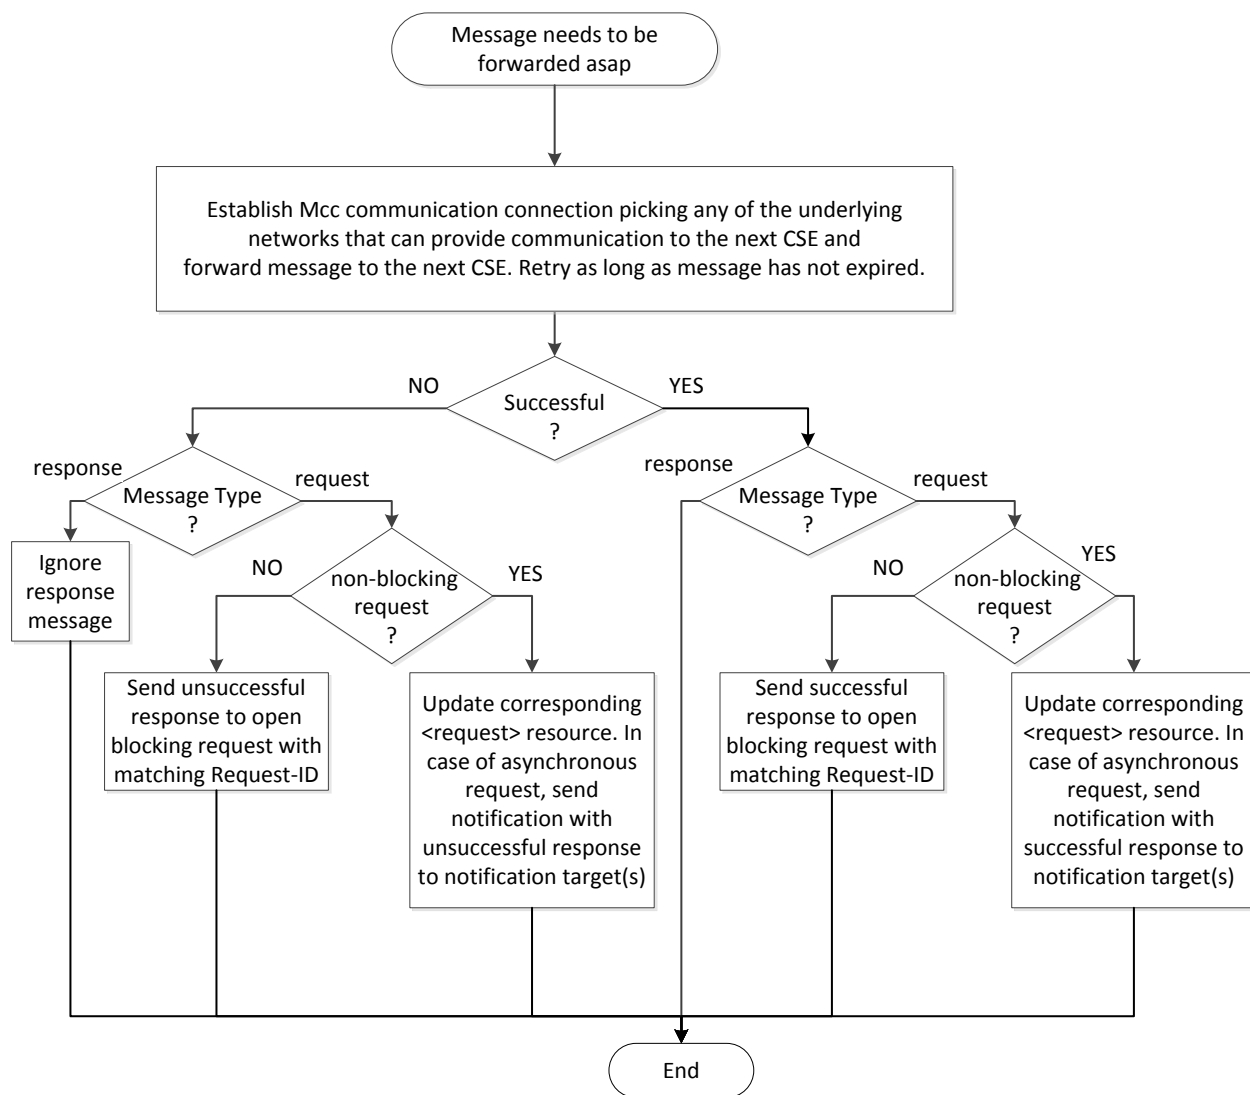 Message needs to be
forwarded asap
Establish Mcc communication connection picking any of the underlying
networks that can provide communication to the next CSE and
forward message to the next CSE. Retry as long as message has not expired.
NO
YES
Successful
?
response
Message Type
?
request
response
Message Type
?
request
Ignore
response
message
NO
non-blocking
request
?
YES
NO
non-blocking
request
?
YES
Send unsuccessful
response to open
blocking request with
matching Request-ID
Update corresponding
<request> resource. In
case of asynchronous
request, send
notification with
unsuccessful response
to notification target(s)
Send successful
response to open
blocking request with
matching Request-ID
Update corresponding
<request> resource. In
case of asynchronous
request, send
notification with
successful response to
notification target(s)
End